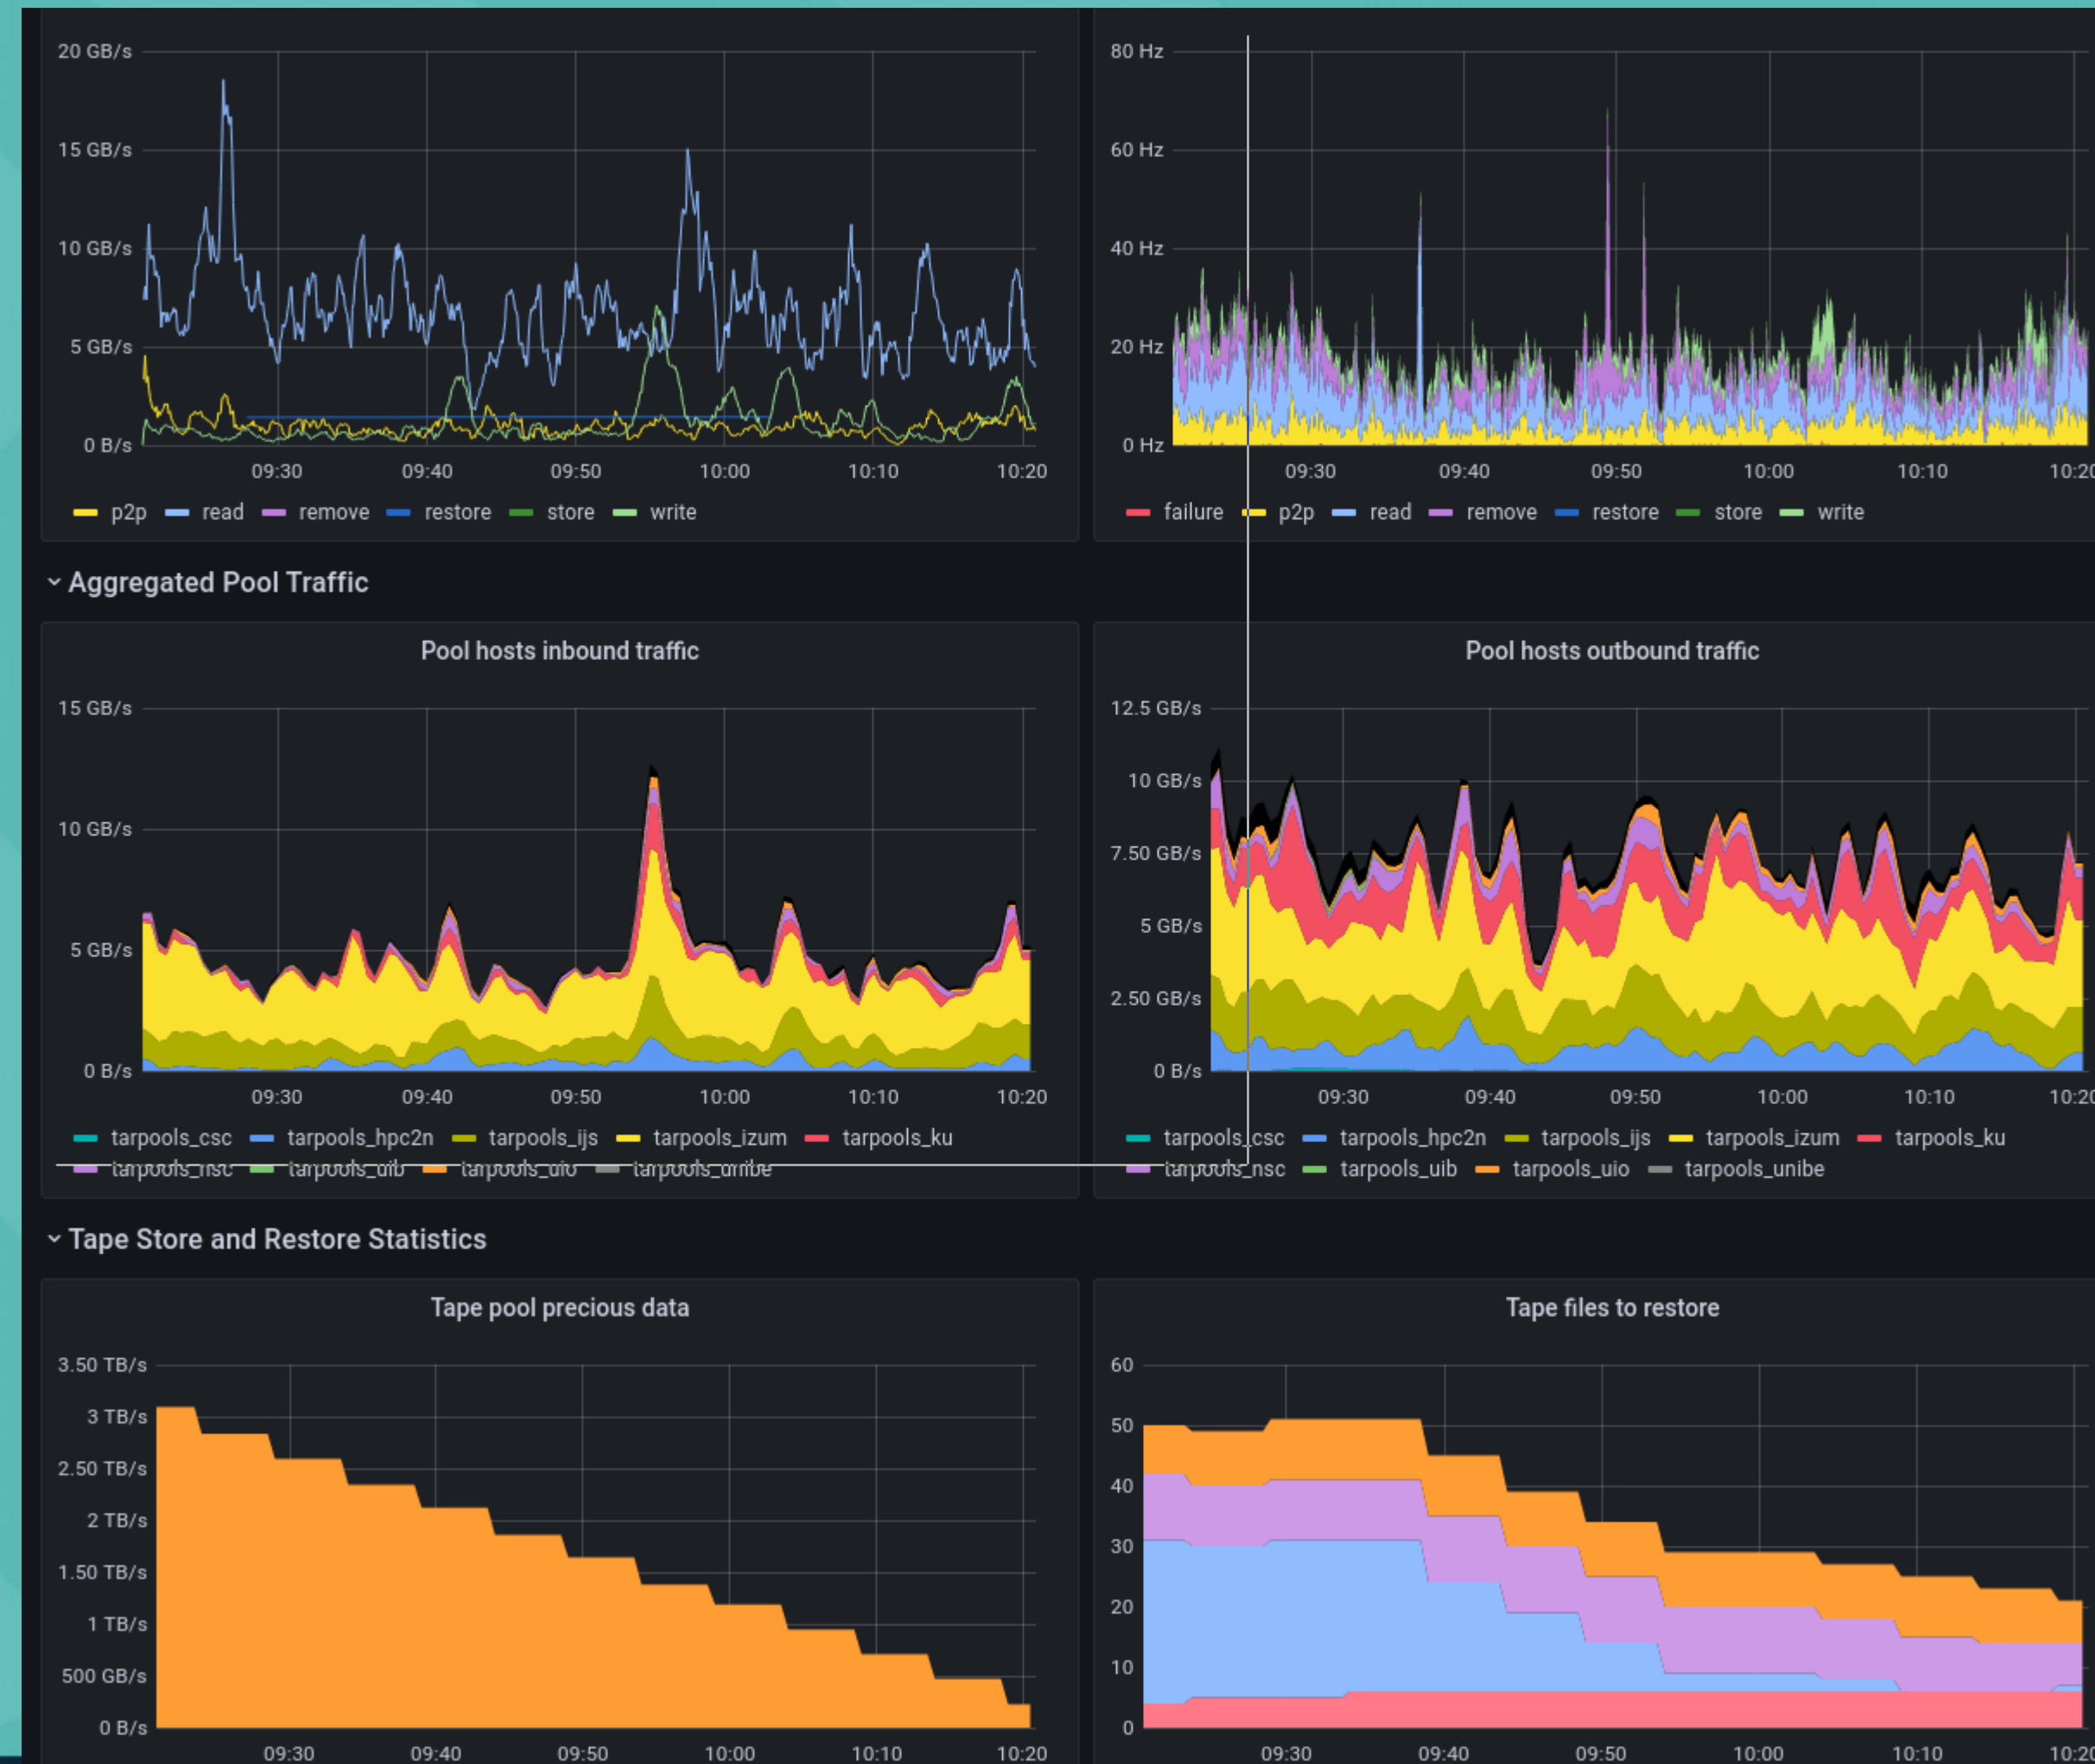 20 GB/s
15 GB/s
10 GB/s
5 GB/s
0 B/s
09:30 09:40 09:50 10:00 10:10 10:20
p2p read remove restore store write
80 Hz
60 Hz
40 Hz
20 Hz
0 Hz
09:30 09:40 09:50 10:00 10:10
failure p2p read remove restore store write
Aggregated Pool Traffic
Pool hosts inbound traffic
15 GB/s
10 GB/s
5 GB/s
0 B/s
09:30 09:40 09:50 10:00 10:10 10:20
tarpools_csc tarpools_hpc2n tarpools_ijs tarpools_izum tarpools_ku
tarpools_nsc tarpools_uib tarpools_uio tarpools_unibe
Pool hosts outbound traffic
12.5 GB/s
10 GB/s
7.50 GB/s
5 GB/s
2.50 GB/s
0 B/s
09:30 09:40 09:50 10:00 10:10
tarpools_csc tarpools_hpc2n tarpools_ijs tarpools_izum tarpools_ku
tarpools_nsc tarpools_uib tarpools_uio tarpools_unibe
Tape Store and Restore Statistics
Tape pool precious data
3.50 TB/s
3 TB/s
2.50 TB/s
2 TB/s
1.50 TB/s
1 TB/s
500 GB/s
0 B/s
09:30 09:40 09:50 10:00 10:10 10:20
Tape files to restore
60
50
40
30
20
10
0
09:30 09:40 09:50 10:00 10:10